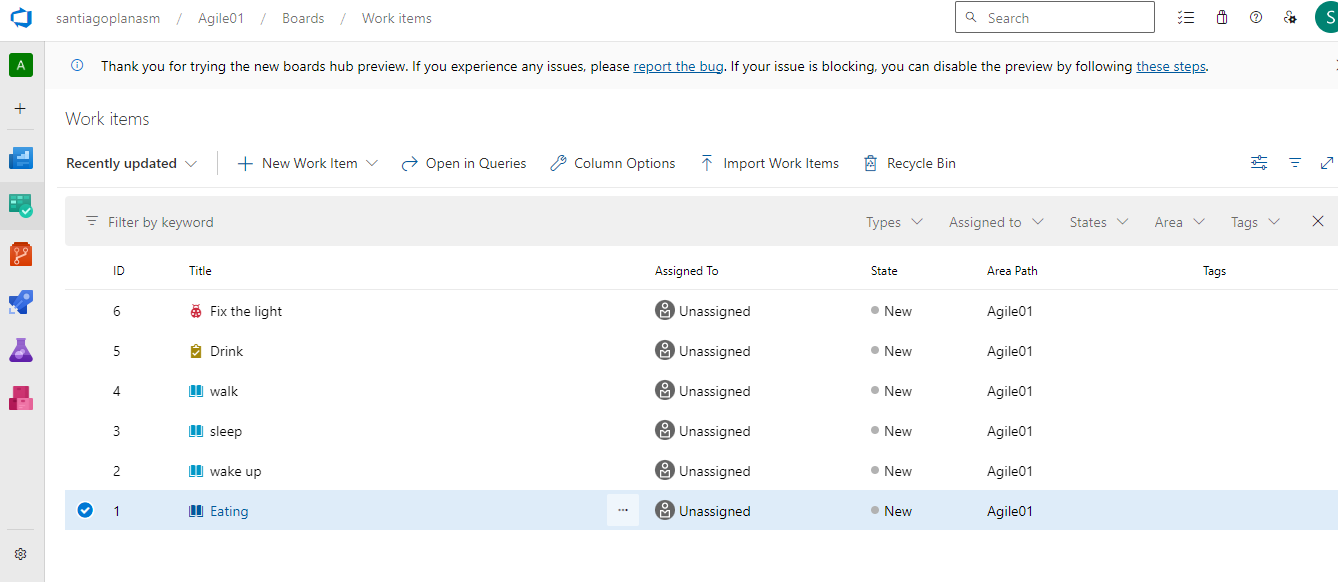 santiagoplanasm / Agile01 / Boards / Work items Search S
A Thank you for trying the new boards hub preview. If you experience any issues, please report the bug. If your issue is blocking, you can disable the preview by following these steps.
Work items
Recently updated New Work Item Open in Queries Column Options Import Work Items Recycle Bin
Filter by keyword Types Assigned to States Area Tags
ID Title Assigned To State Area Path Tags
6 Fix the light Unassigned New Agile01
5 Drink Unassigned New Agile01
4 walk Unassigned New Agile01
3 sleep Unassigned New Agile01
2 wake up Unassigned New Agile01
1 Eating ... Unassigned New Agile01